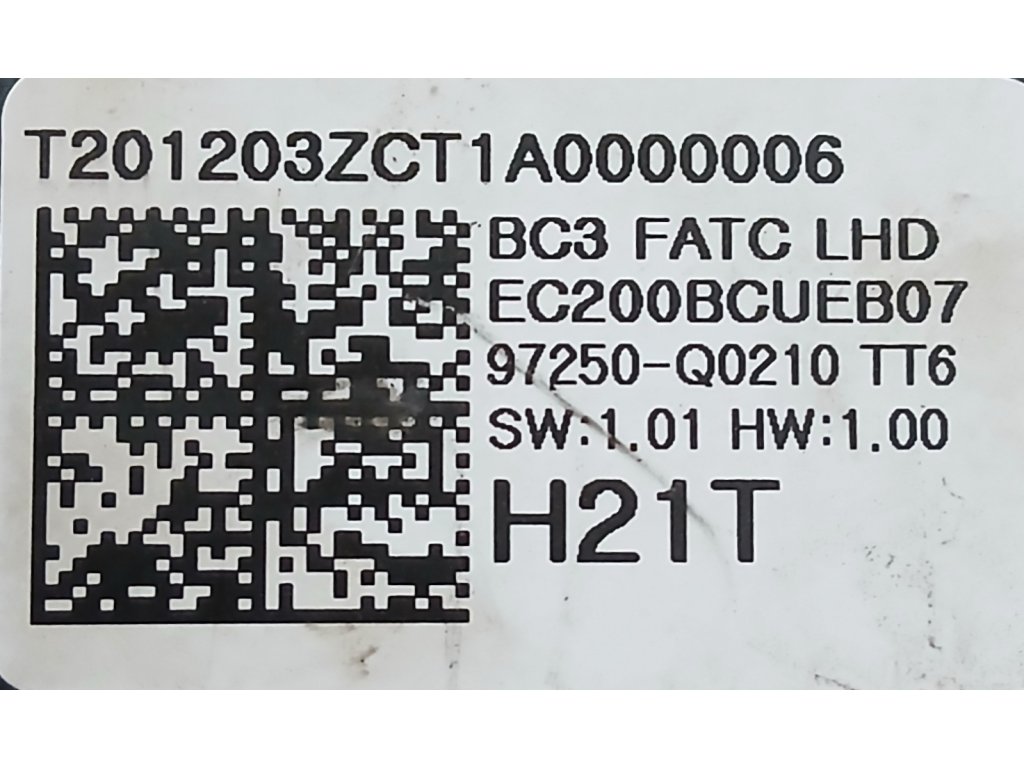 T201203ZCT1A0000006
BC3 FATC LHD
EC200BCUEB07
97250-Q0210 TT6
SW:1.01 HW:1.00
H21T